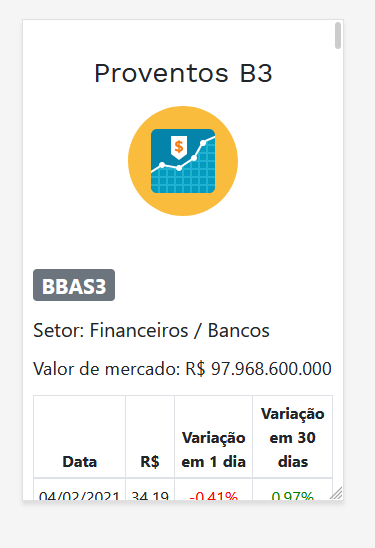 Proventos B3
$
BBAS3
Setor: Financeiros / Bancos
Valor de mercado: R$ 97.968.600.000
Data R$ Variação em 1 dia Variação em 30 dias
04/02/2021 34.19 -0.41% 0.97%